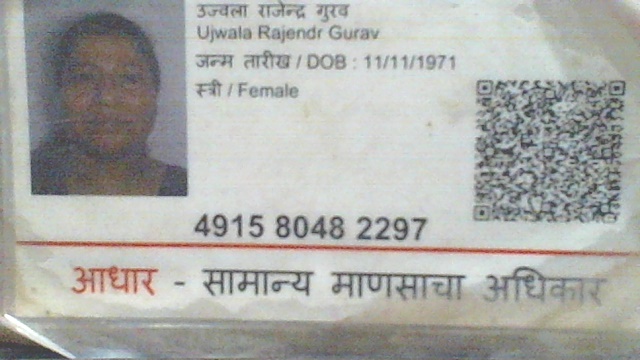 उज्वला राजेंद्र गुरव
Ujwala Rajendr Gurav
जन्म तारीख / DOB : 11/11/1971
स्त्री / Female
4915 8048 2297
आधार - सामान्य माणसाचा अधिकार